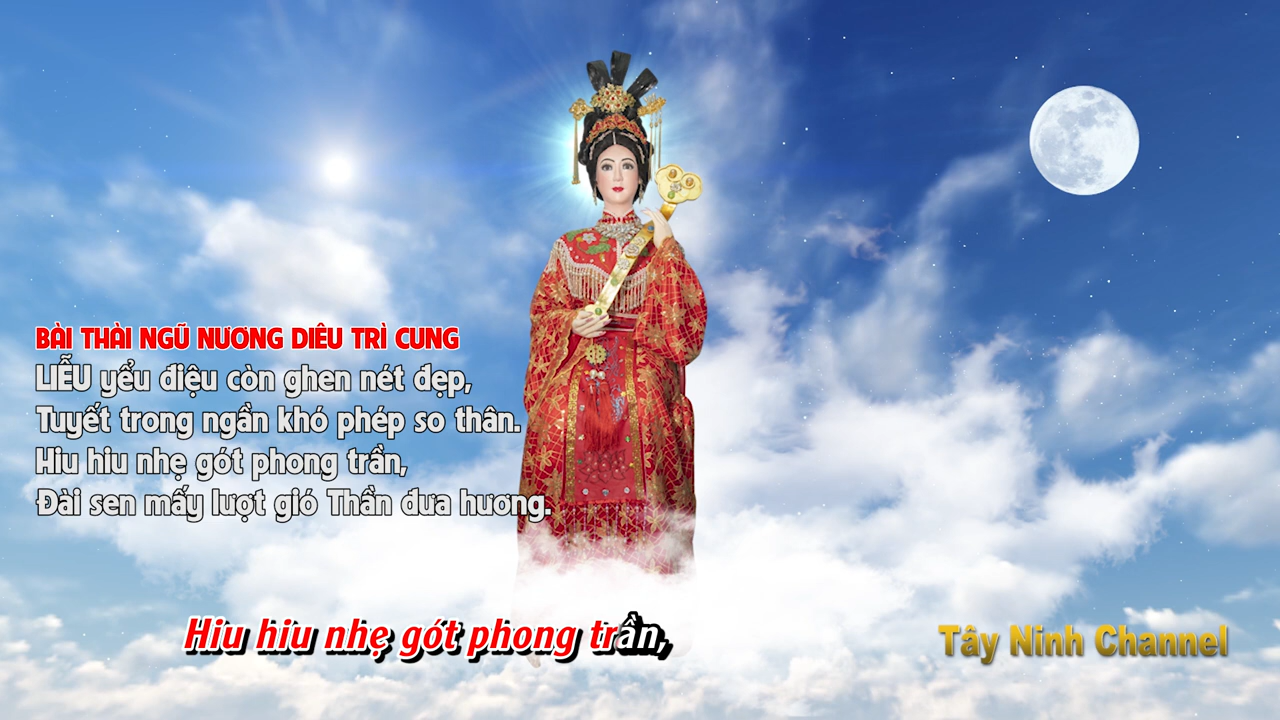 BÀI THÀI NGŨ NƯƠNG DIÊU TRÌ CUNG
LIỄU yểu điệu còn ghen nét đẹp,
Tuyết trong ngần khó phép so thân.
Hiu hiu nhẹ gót phong trần,
Đài sen mấy lượt gió Thần đưa hương.
Hiu hiu nhẹ gót phong trần,
Tây Ninh Channel